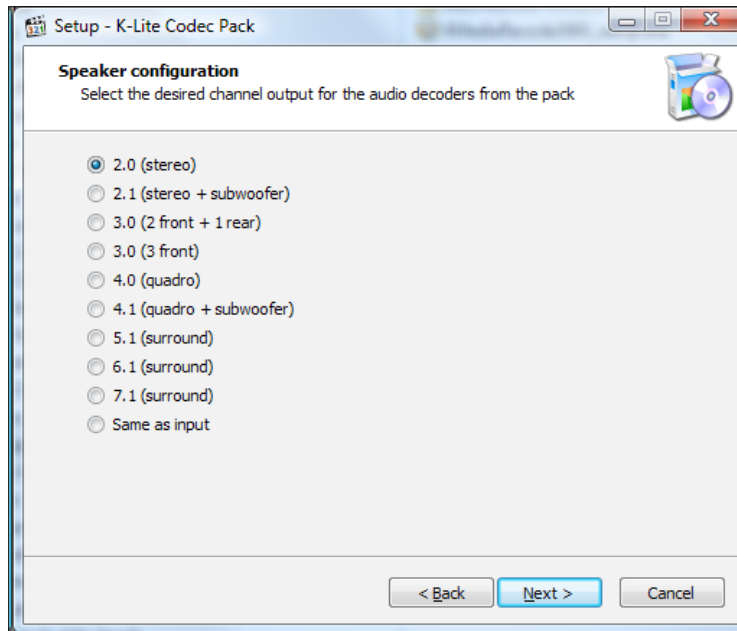 Setup - K-Lite Codec Pack
Speaker configuration
Select the desired channel output for the audio decoders from the pack
2.0 (stereo)
2.1 (stereo + subwoofer)
3.0 (2 front + 1 rear)
3.0 (3 front)
4.0 (quadro)
4.1 (quadro + subwoofer)
5.1 (surround)
6.1 (surround)
7.1 (surround)
Same as input
< Back
Next >
Cancel